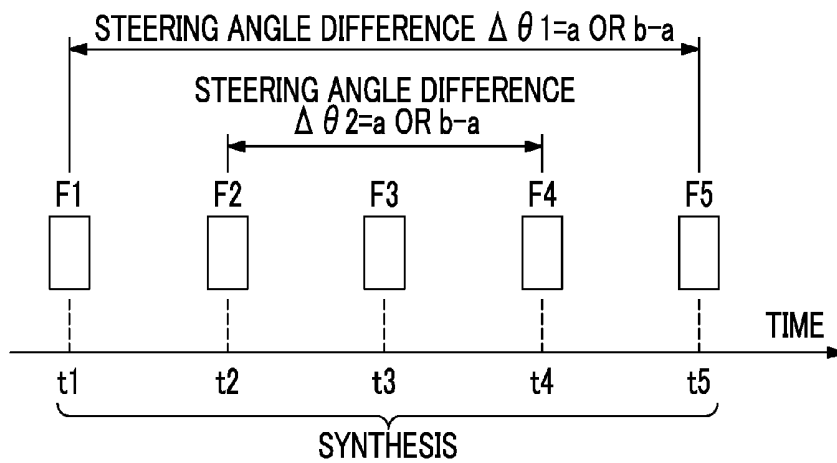 STEERING ANGLE DIFFERENCE Δθ1=a OR b-a
STEERING ANGLE DIFFERENCE
Δθ2=a OR b-a
F1 F2 F3 F4 F5
TIME
t1 t2 t3 t4 t5
SYNTHESIS